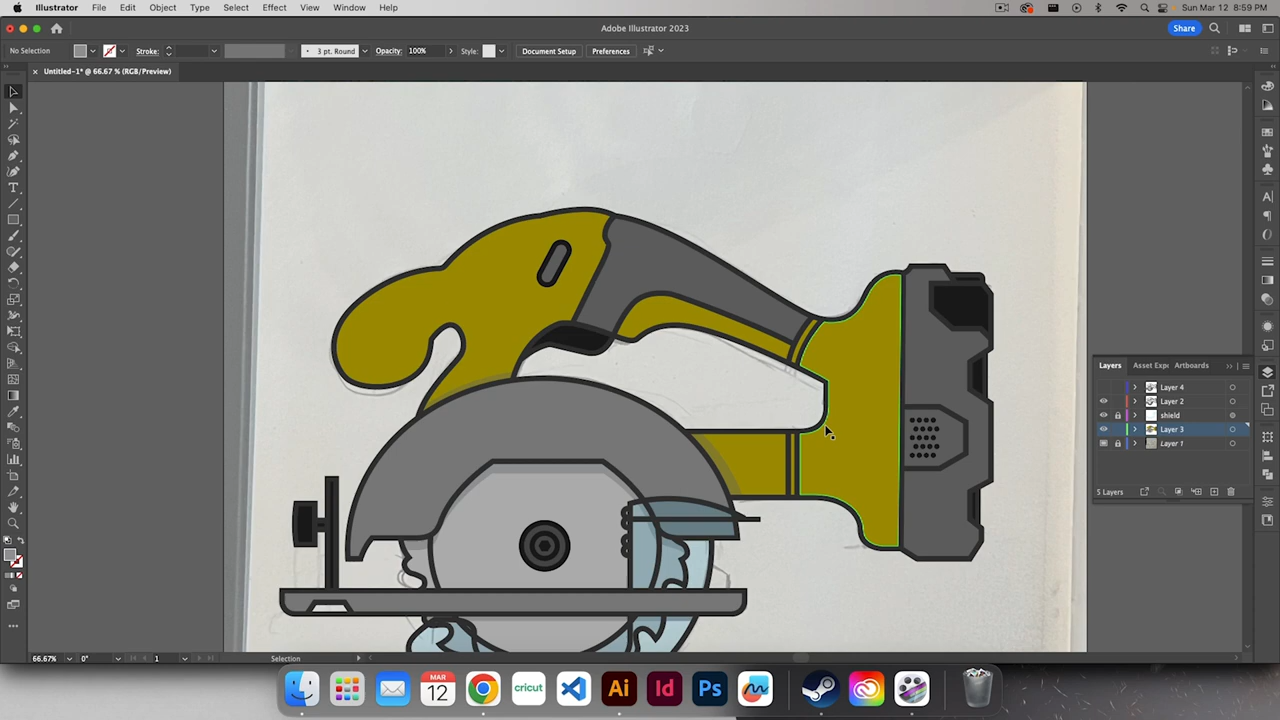 Illustrator File Edit Object Type Select Effect View Window Help Sun Mar 12 8:59 PM
Adobe Illustrator 2023 Share
No Selection Stroke: 3 pt. Round Opacity: 100% Style: Document Setup Preferences
× Untitled-1* @ 66.67 % (RGB/Preview)
Layers Asset Expo Artboards
Layer 4
Layer 2
shield
Layer 3
Layer 1
5 Layers
66.67% 0° 1 Selection
MAR
12 cricut Ai Id Ps